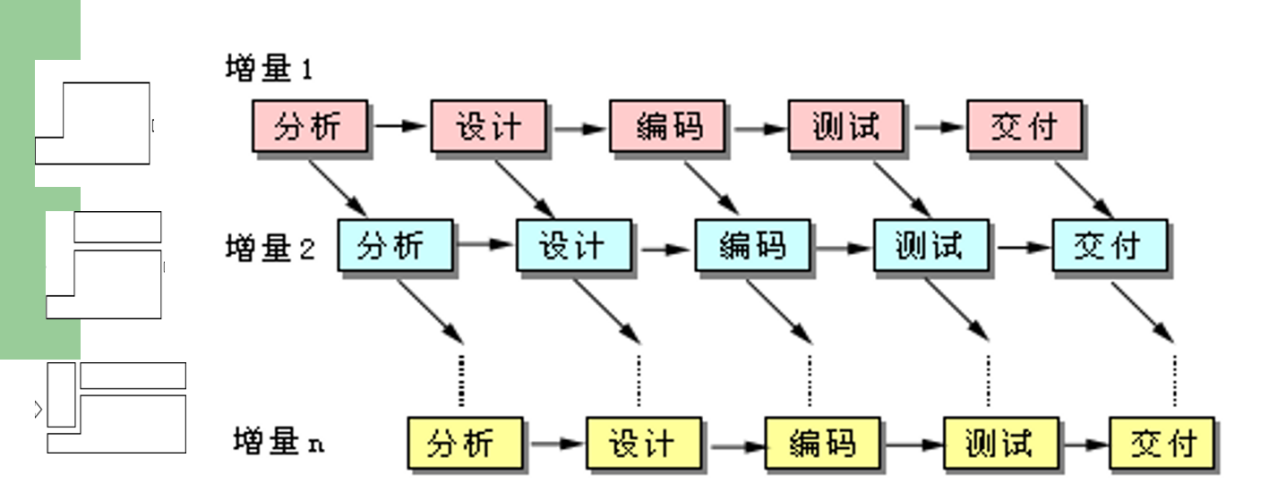 增量1
分析 设计 编码 测试 交付
增量2 分析 设计 编码 测试 交付
增量n 分析 设计 编码 测试 交付